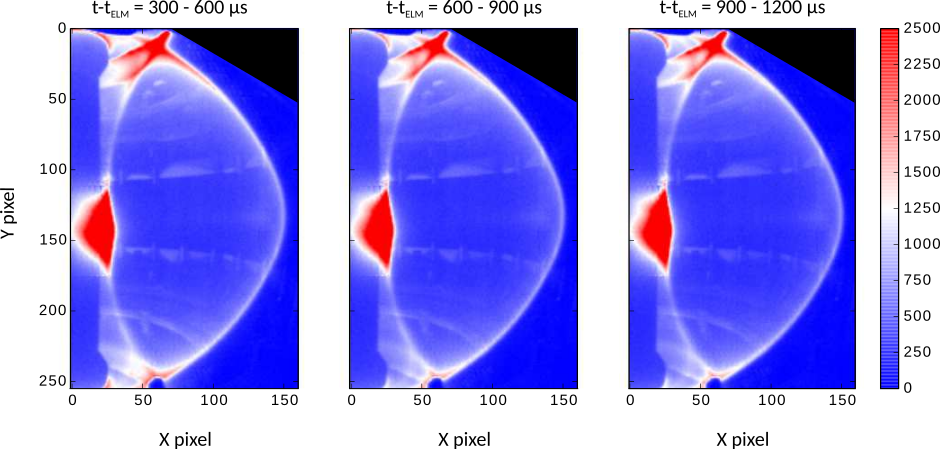 t-tELM = 300 - 600 µs
t-tELM = 600 - 900 µs
t-tELM = 900 - 1200 µs
Y pixel
0
50
100
150
200
250
0 50 100 150
0 50 100 150
0 50 100 150
X pixel
X pixel
X pixel
2500
2250
2000
1750
1500
1250
1000
750
500
250
0